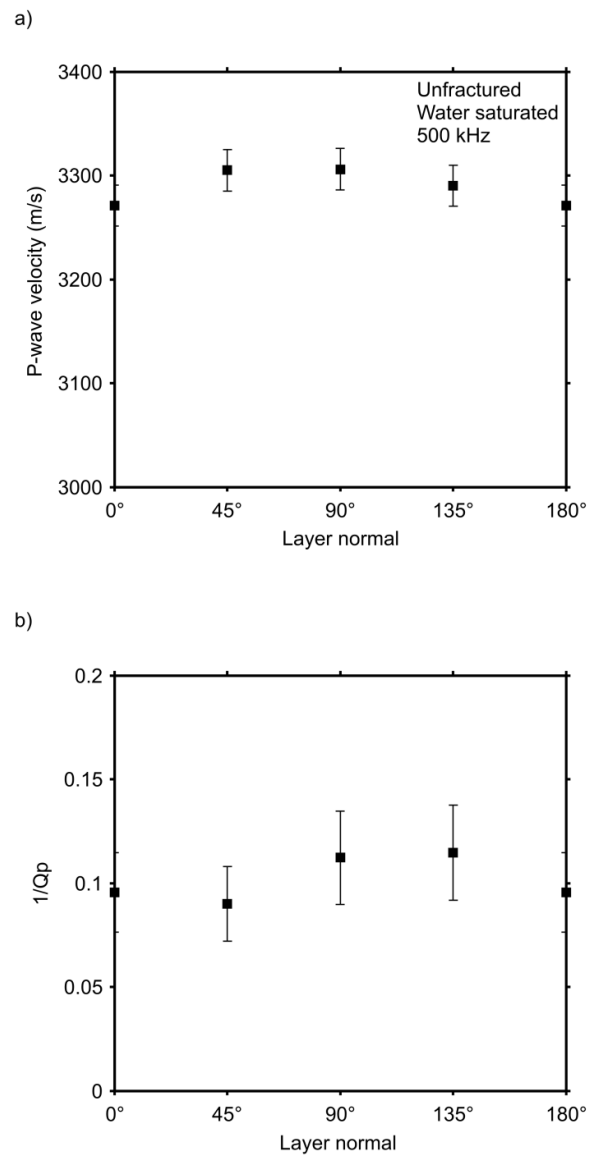 a)
3400
Unfractured
Water saturated
500 kHz
3300
P-wave velocity (m/s)
3200
3100
3000
0° 45° 90° 135° 180°
Layer normal
b)
0.2
0.15
1/Qp
0.1
0.05
0
0° 45° 90° 135° 180°
Layer normal